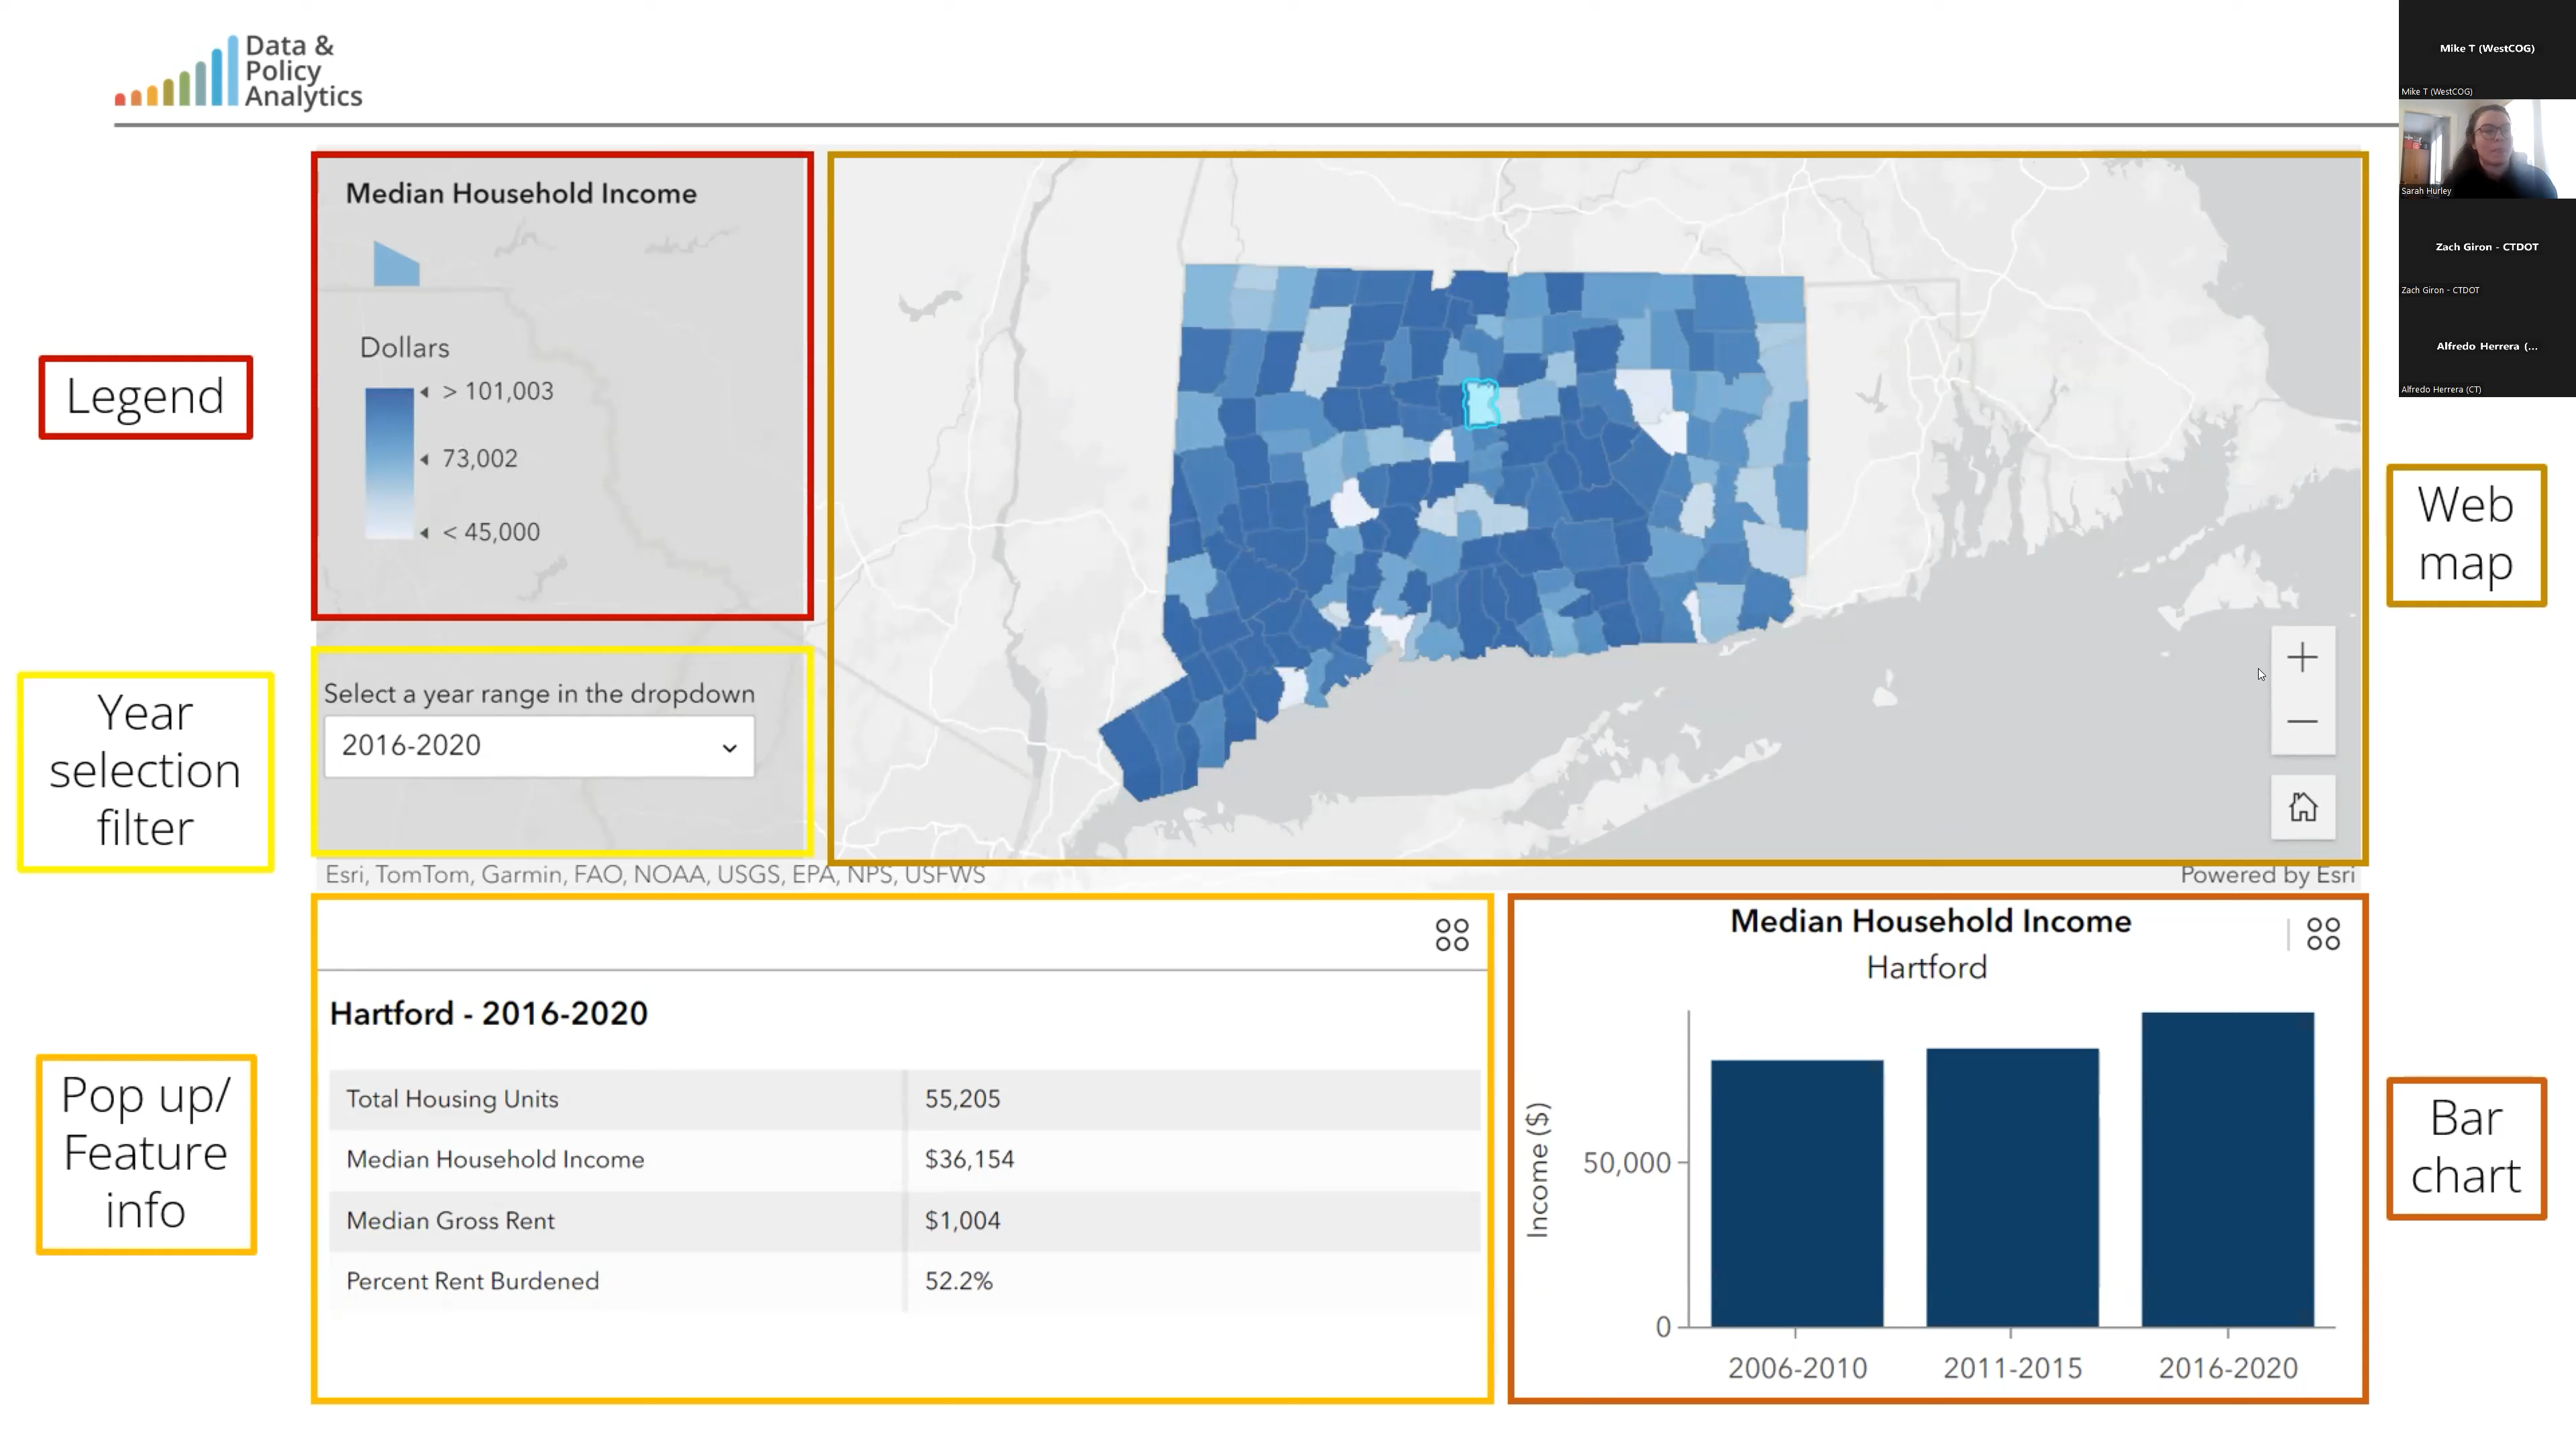 Data &
Policy
Analytics
Mike T (WestCOG)
Mike T (WestCOG)
Sarah Hurley
Zach Giron - CTDOT
Zach Giron - CTDOT
Alfredo Herrera (...
Alfredo Herrera (CT)
Legend
Median Household Income
Dollars
> 101,003
73,002
< 45,000
Web
map
Year
selection
filter
Select a year range in the dropdown
2016-2020
Esri, TomTom, Garmin, FAO, NOAA, USGS, EPA, NPS, USFWS
Powered by Esri
Pop up/
Feature
info
Hartford - 2016-2020
Total Housing Units 55,205
Median Household Income $36,154
Median Gross Rent $1,004
Percent Rent Burdened 52.2%
Median Household Income
Hartford
Income ($)
50,000
0
2006-2010 2011-2015 2016-2020
Bar
chart